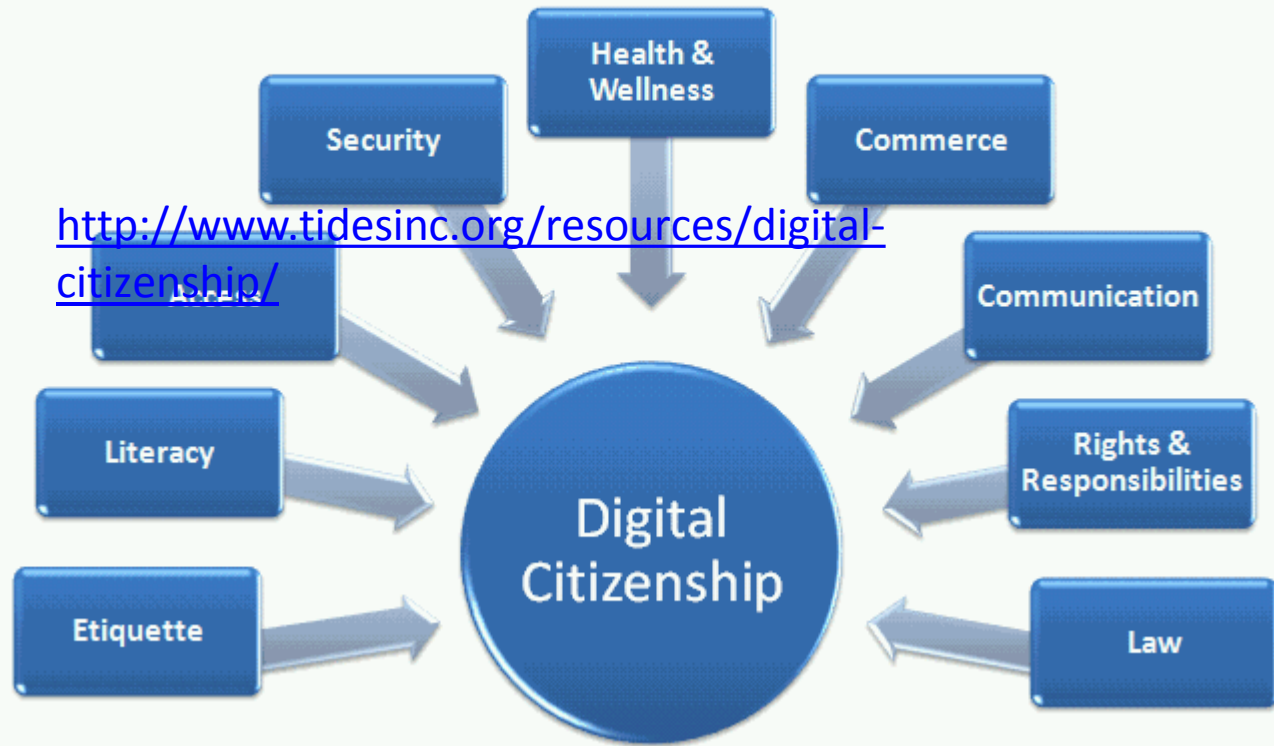 Health &
Wellness
Security
Commerce
http://www.tidesinc.org/resources/digital-
citizenship/
Access
Communication
Literacy
Rights &
Responsibilities
Digital
Citizenship
Etiquette
Law